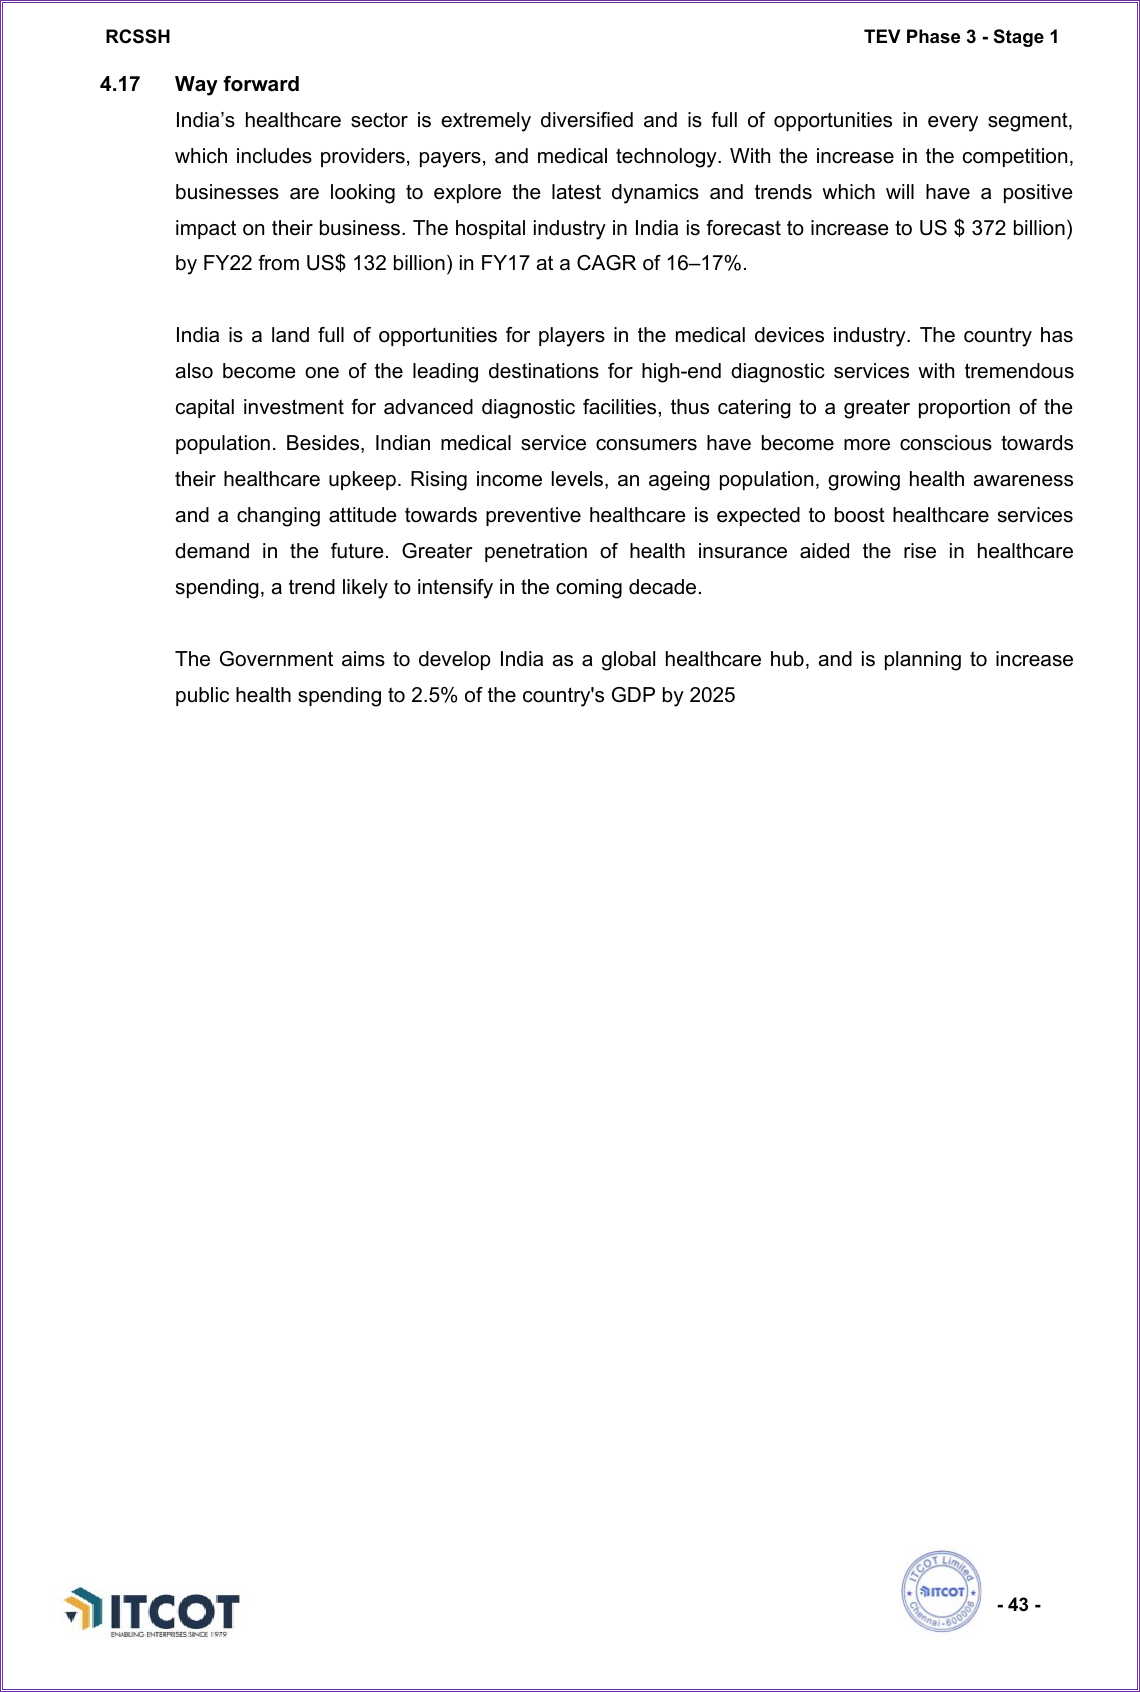 RCSSH TEV Phase 3 - Stage 1
4.17 Way forward
India’s healthcare sector is extremely diversified and is full of opportunities in every segment,
which includes providers, payers, and medical technology. With the increase in the competition,
businesses are looking to explore the latest dynamics and trends which will have a positive
impact on their business. The hospital industry in India is forecast to increase to US $ 372 billion)
by FY22 from US$ 132 billion) in FY17 at a CAGR of 16–17%.
India is a land full of opportunities for players in the medical devices industry. The country has
also become one of the leading destinations for high-end diagnostic services with tremendous
capital investment for advanced diagnostic facilities, thus catering to a greater proportion of the
population. Besides, Indian medical service consumers have become more conscious towards
their healthcare upkeep. Rising income levels, an ageing population, growing health awareness
and a changing attitude towards preventive healthcare is expected to boost healthcare services
demand in the future. Greater penetration of health insurance aided the rise in healthcare
spending, a trend likely to intensify in the coming decade.
The Government aims to develop India as a global healthcare hub, and is planning to increase
public health spending to 2.5% of the country's GDP by 2025
ITCOT
ENABLING ENTERPRISES SINCE 1979
ITCOT Limited
ITCOT
Chennai-600006
- 43 -